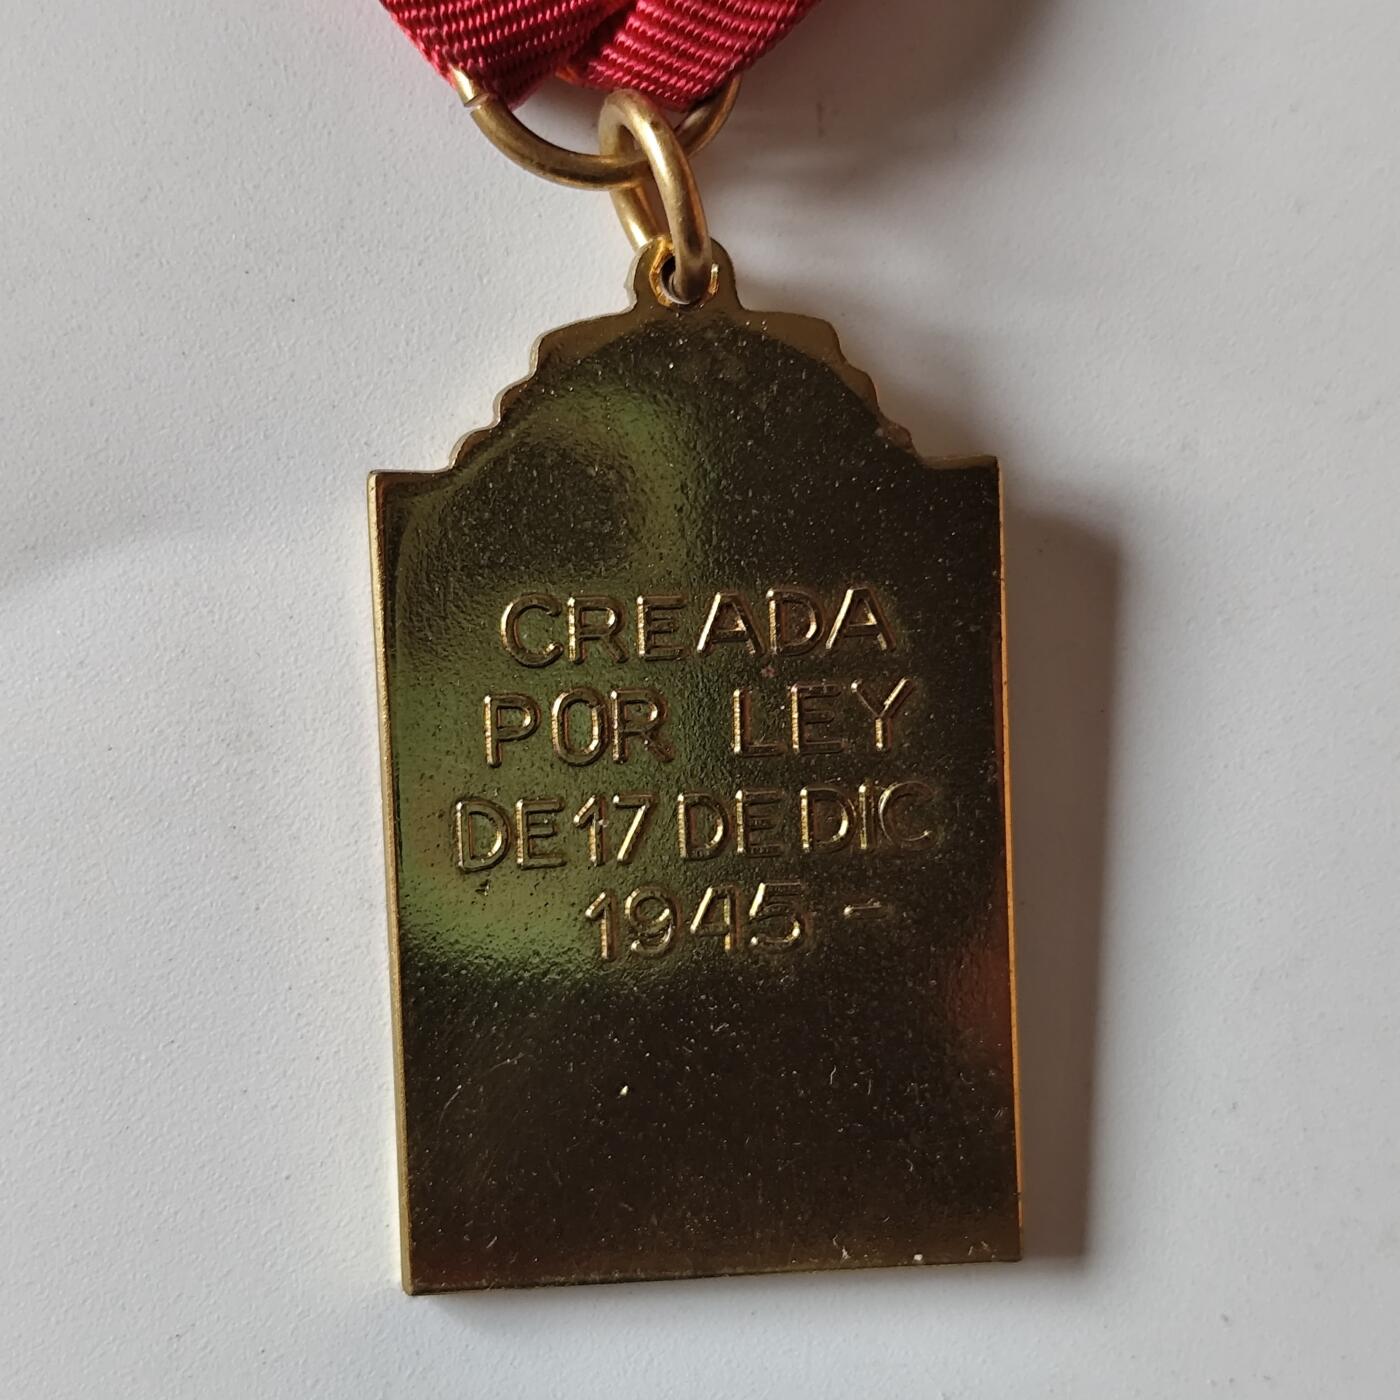 CREADA
POR LEY
DE 17 DE DIC
1945 -